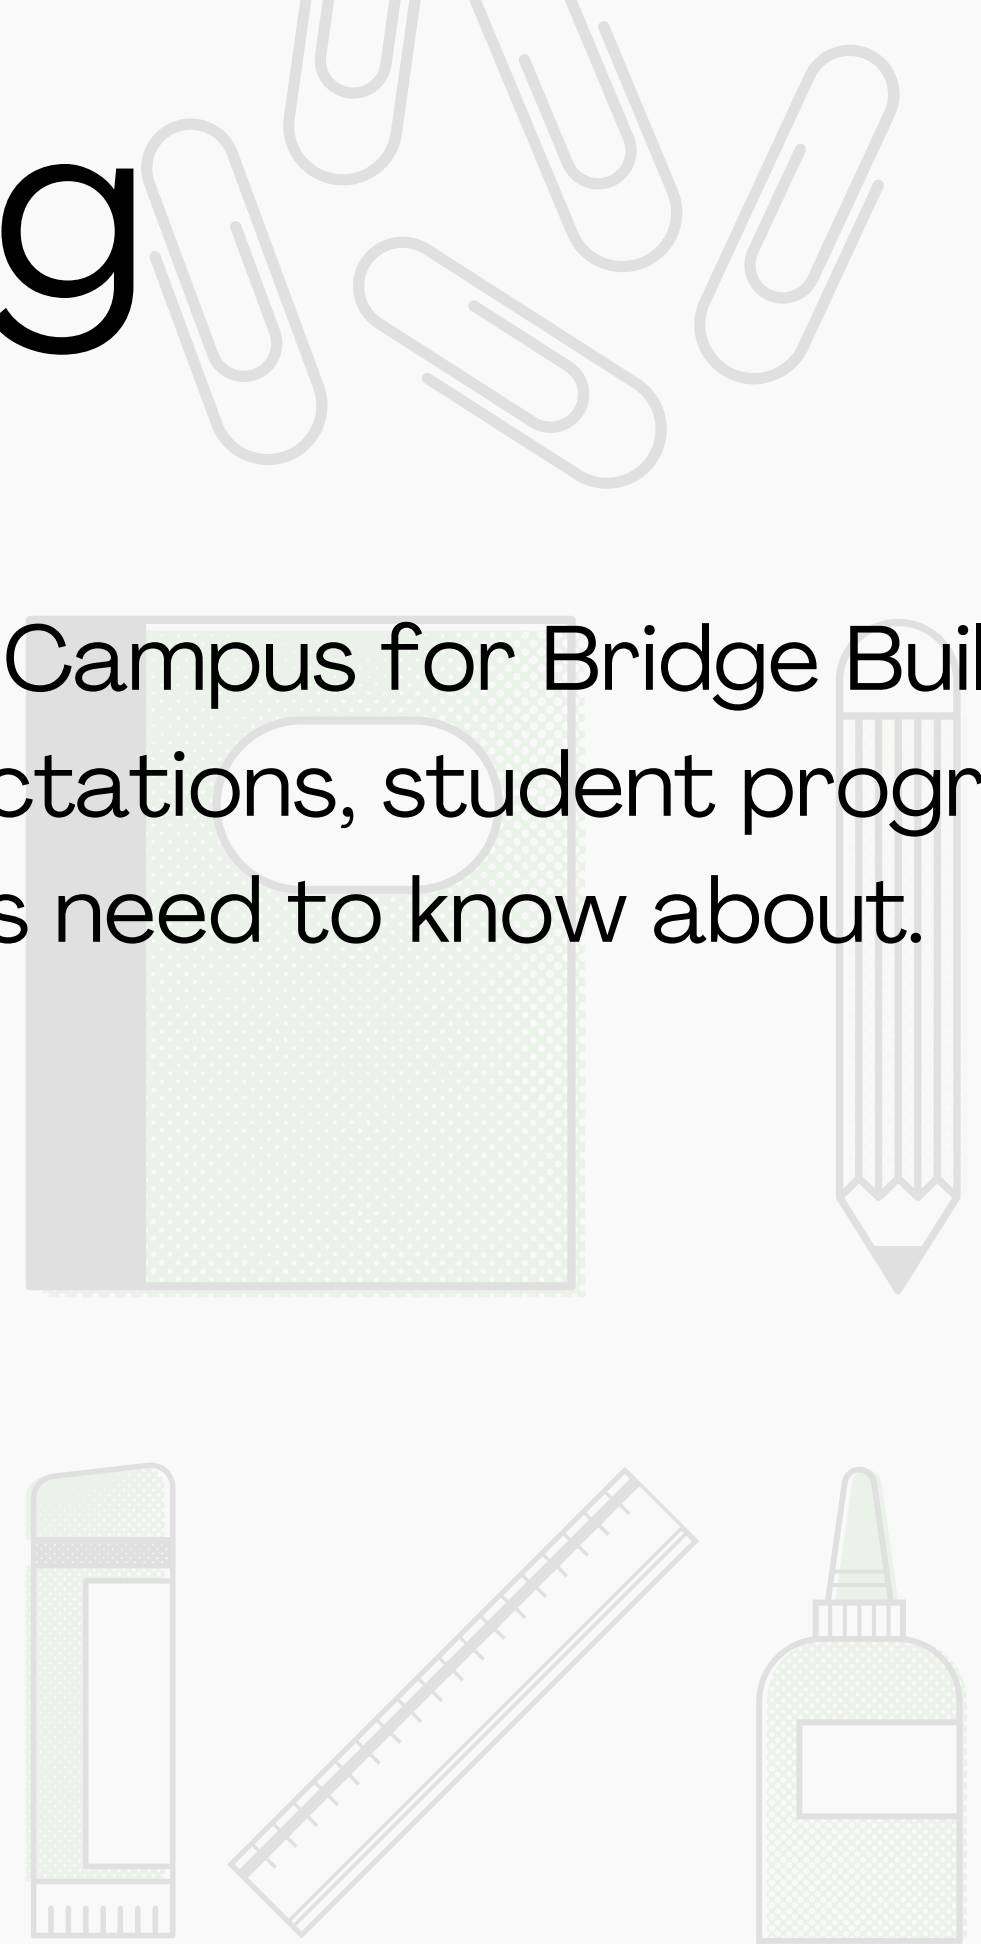 g
Campus for Bridge Buil
ctations, student progr
s need to know about.